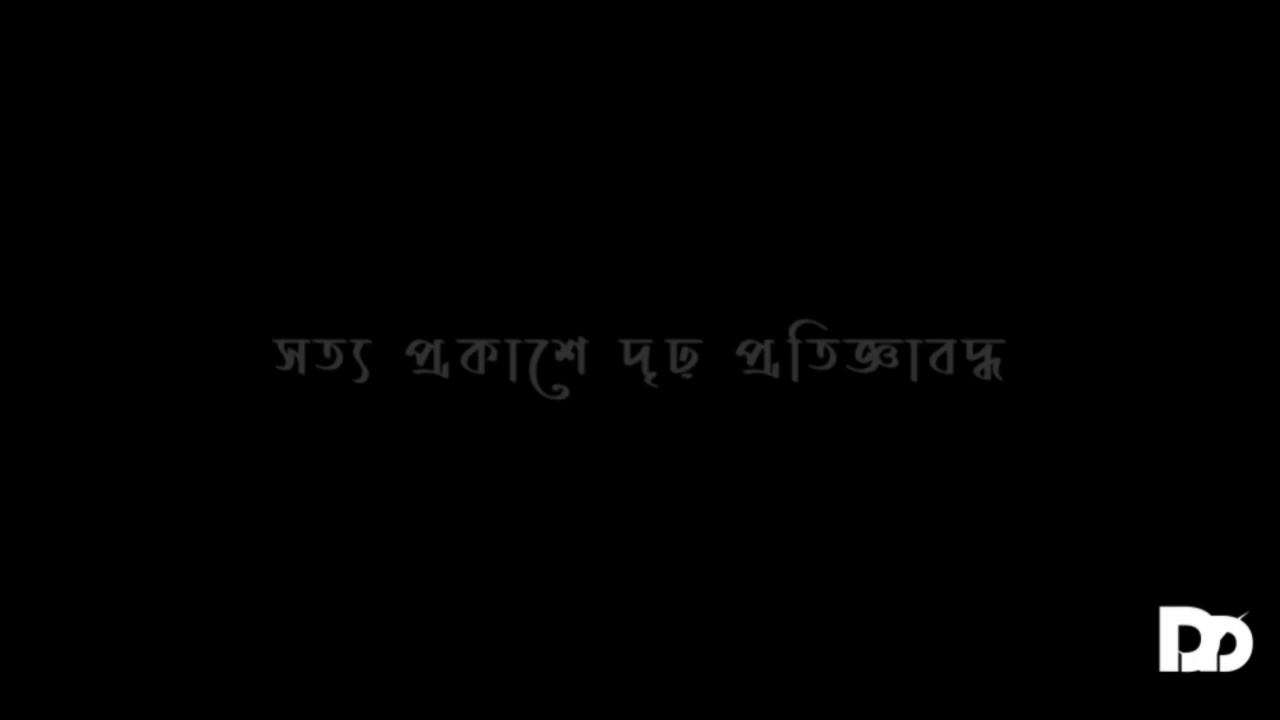 সত্য প্রকাশে দৃঢ় প্রতিজ্ঞাবদ্ধ